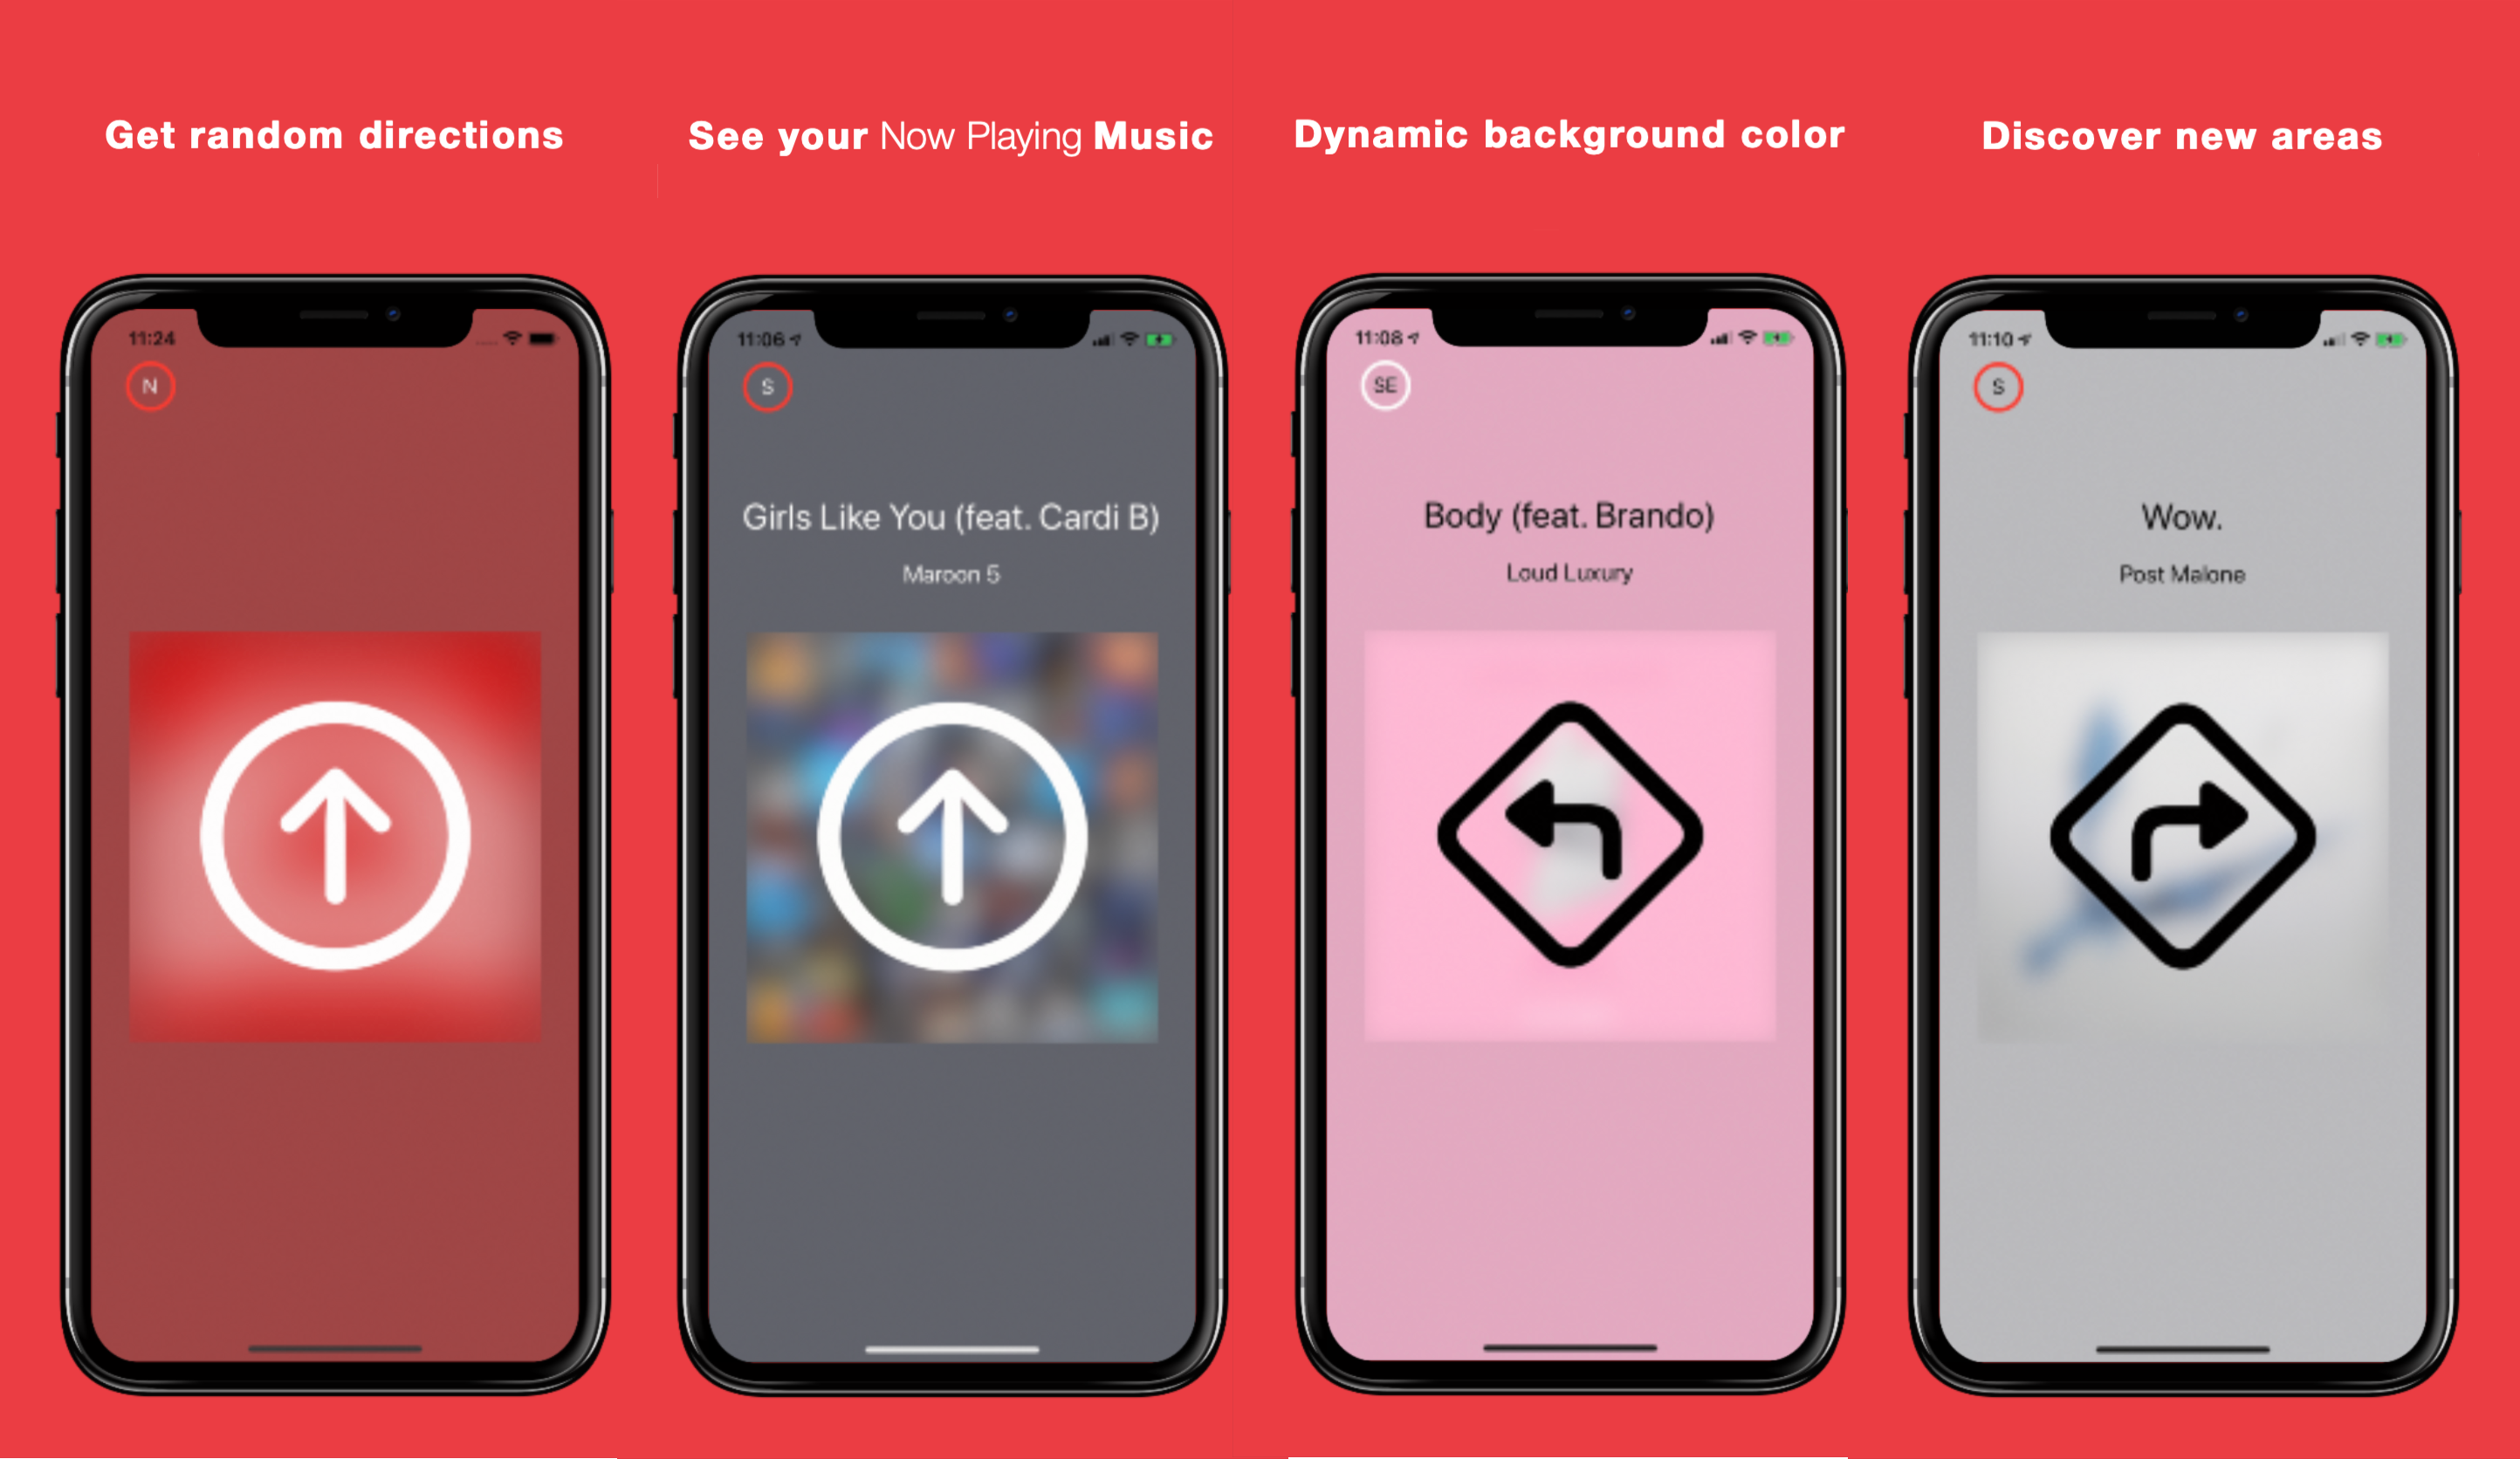 Get random directions
11:24
N
See your Now Playing Music
11:06
S
Girls Like You (feat. Cardi B)
Maroon 5
Dynamic background color
11:08
SE
Body (feat. Brando)
Loud Luxury
Discover new areas
11:10
S
Wow.
Post Malone